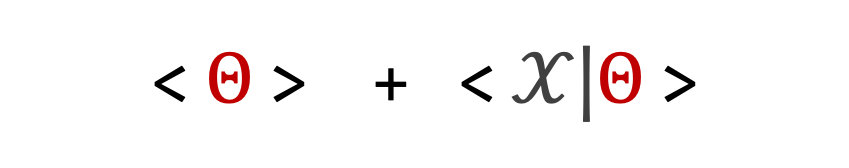 < Θ > + < 𝒳|Θ >